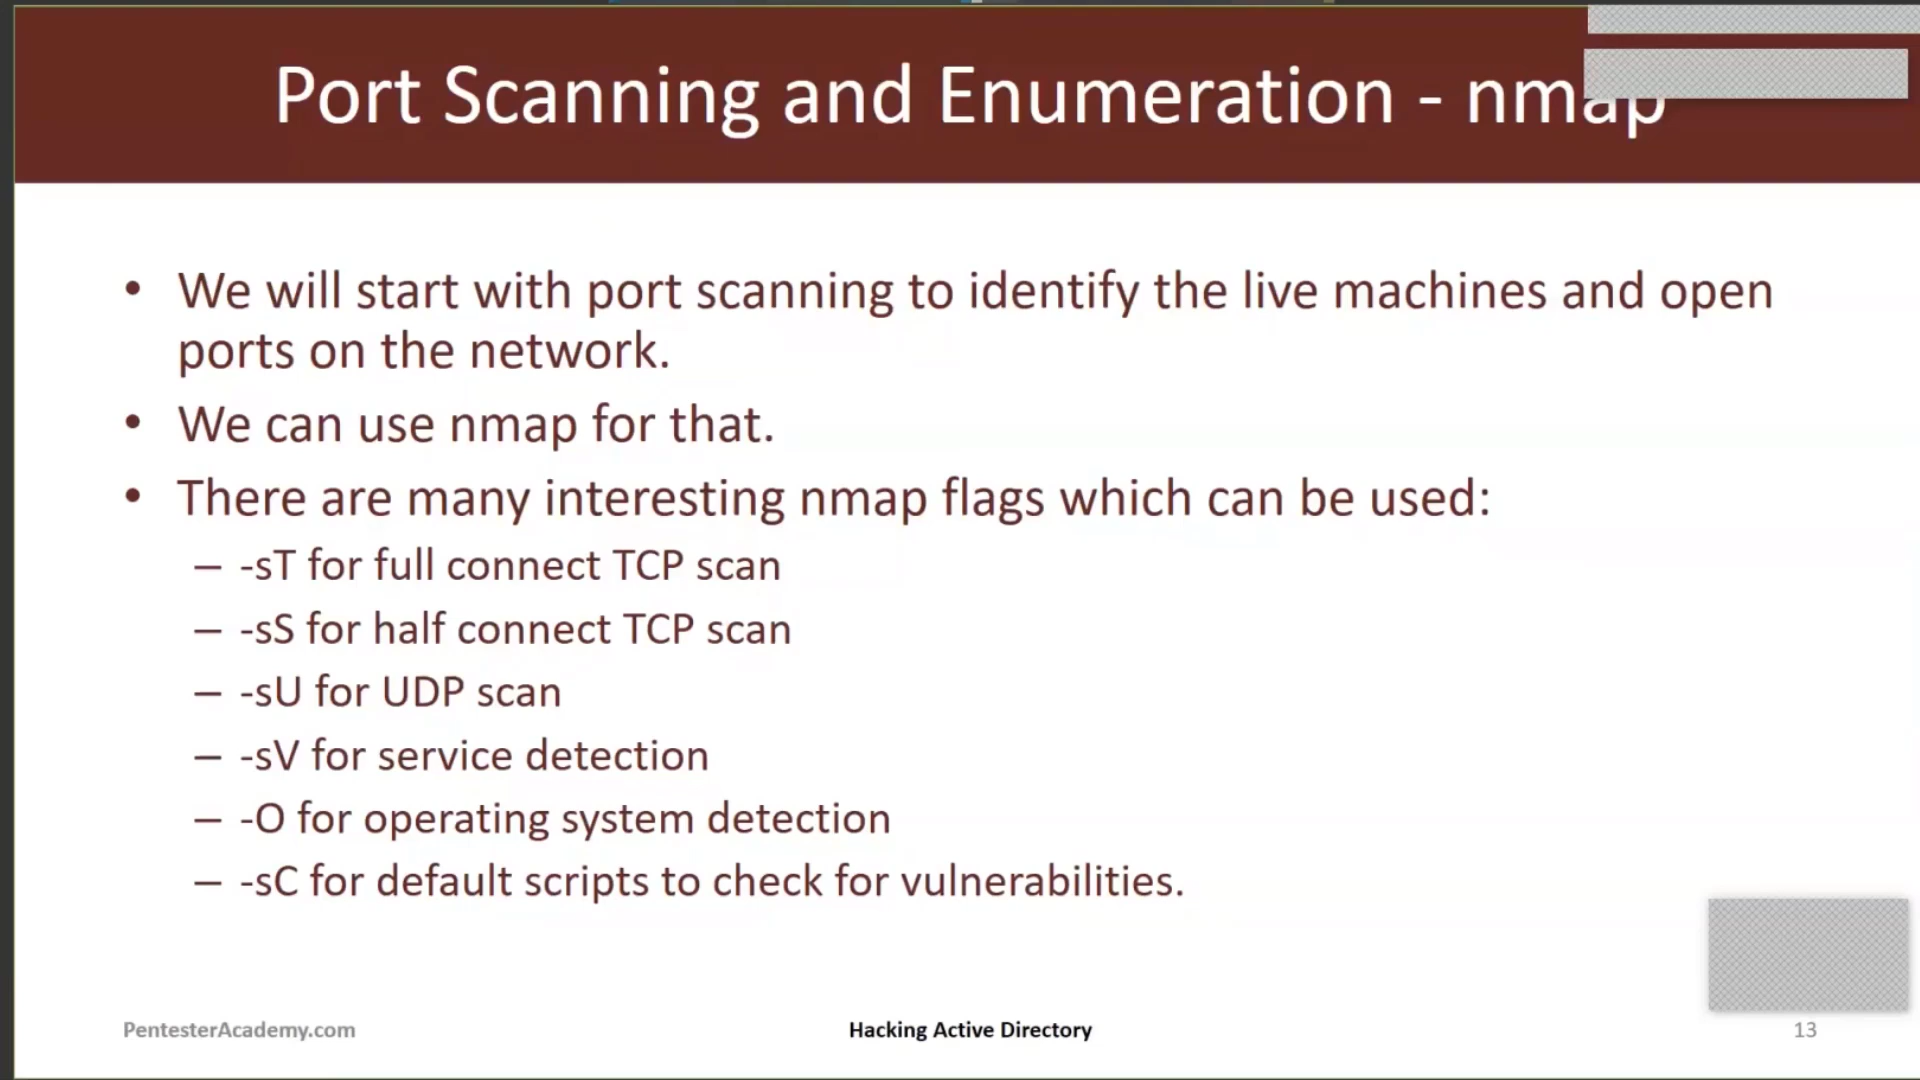 Port Scanning and Enumeration - nmap
• We will start with port scanning to identify the live machines and open
ports on the network.
• We can use nmap for that.
• There are many interesting nmap flags which can be used:
– -sT for full connect TCP scan
– -sS for half connect TCP scan
– -sU for UDP scan
– -sV for service detection
– -O for operating system detection
– -sC for default scripts to check for vulnerabilities.
PentesterAcademy.com
Hacking Active Directory
13